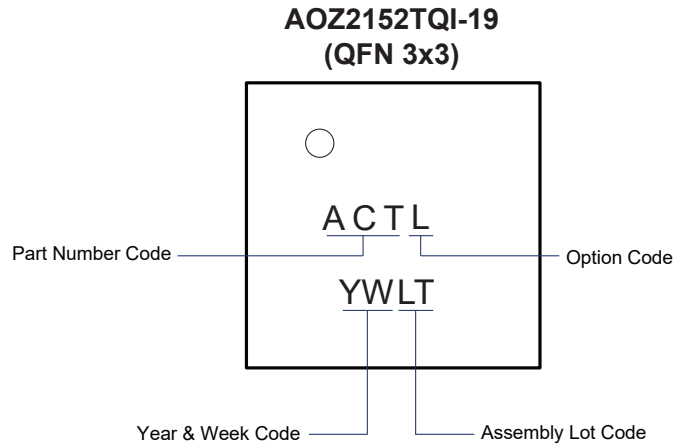 AOZ2152TQI-19
(QFN 3x3)
ACTL
Part Number Code
Option Code
YWLT
Year & Week Code
Assembly Lot Code